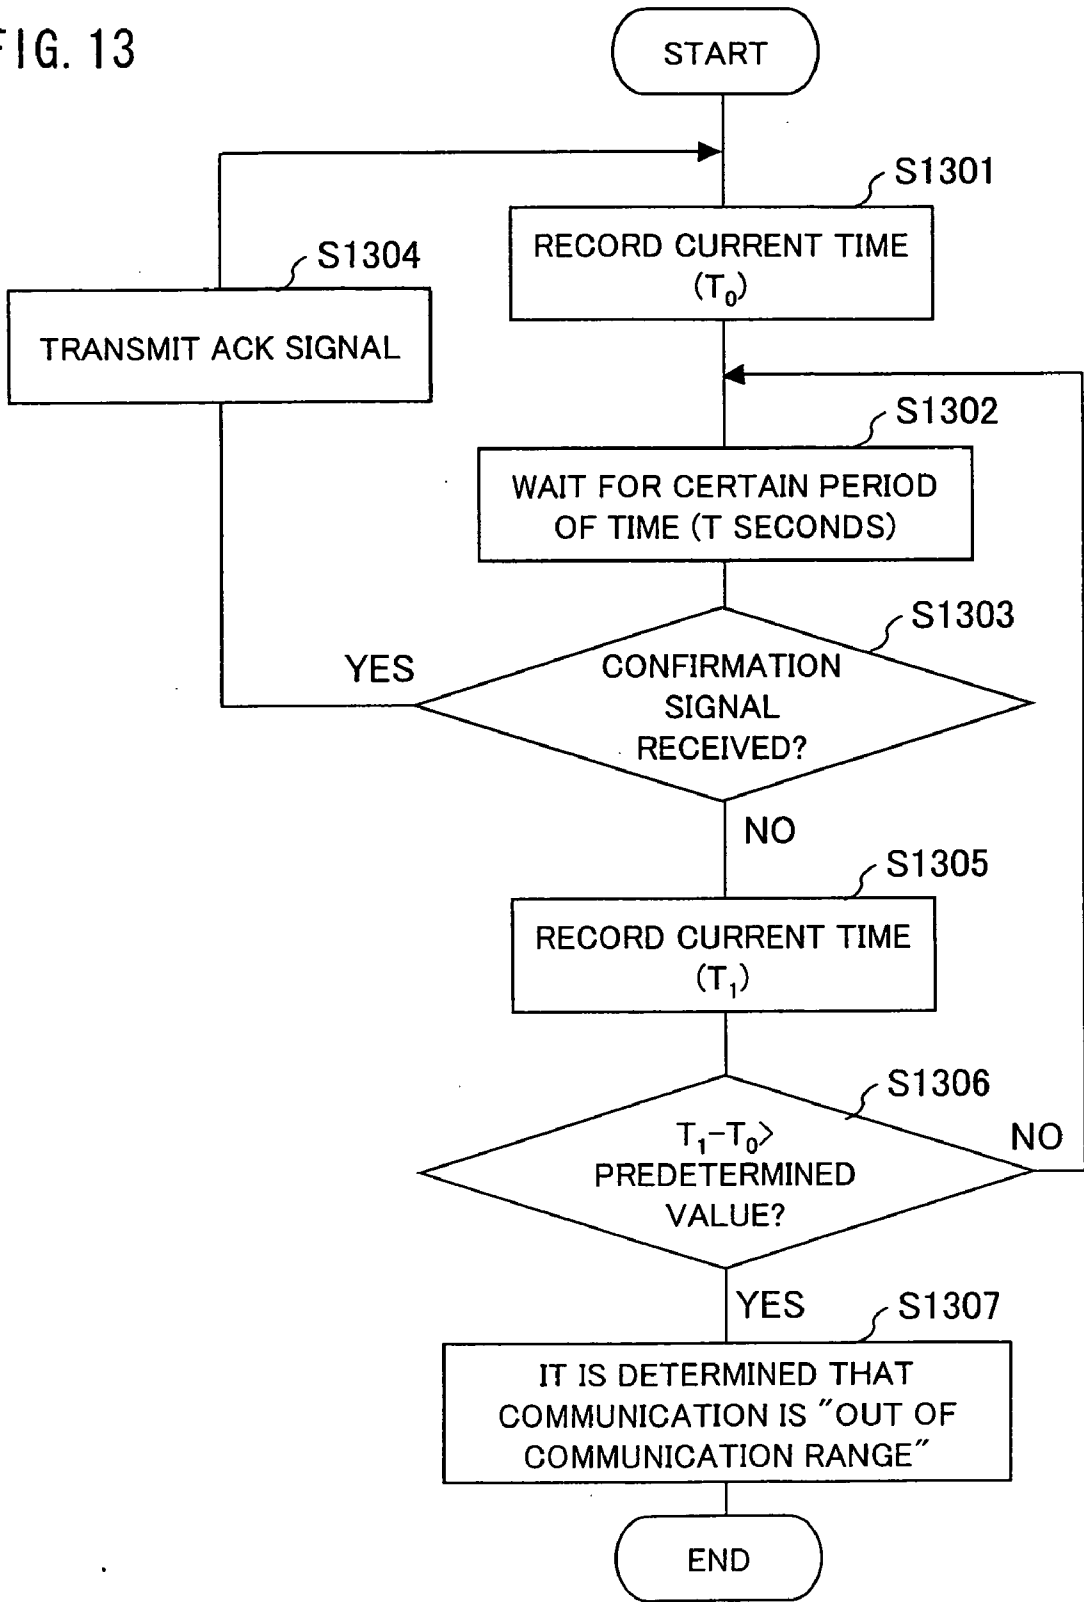 FIG. 13
START
S1301
RECORD CURRENT TIME
(T₀)
S1304
TRANSMIT ACK SIGNAL
S1302
WAIT FOR CERTAIN PERIOD
OF TIME (T SECONDS)
S1303
YES
CONFIRMATION
SIGNAL
RECEIVED?
NO
S1305
RECORD CURRENT TIME
(T₁)
S1306
T₁-T₀>
PREDETERMINED
VALUE?
NO
YES
S1307
IT IS DETERMINED THAT
COMMUNICATION IS "OUT OF
COMMUNICATION RANGE"
END